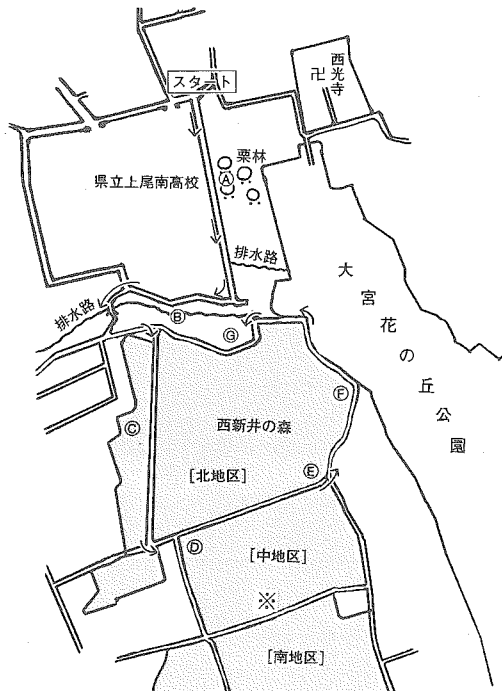 スタート
西光寺
卍
栗林
Ⓐ
県立上尾南高校
排水路
大宮花の丘公園
排水路
Ⓑ
Ⓖ
Ⓕ
Ⓒ
西新井の森
Ⓔ
[北地区]
Ⓓ
[中地区]
※
[南地区]